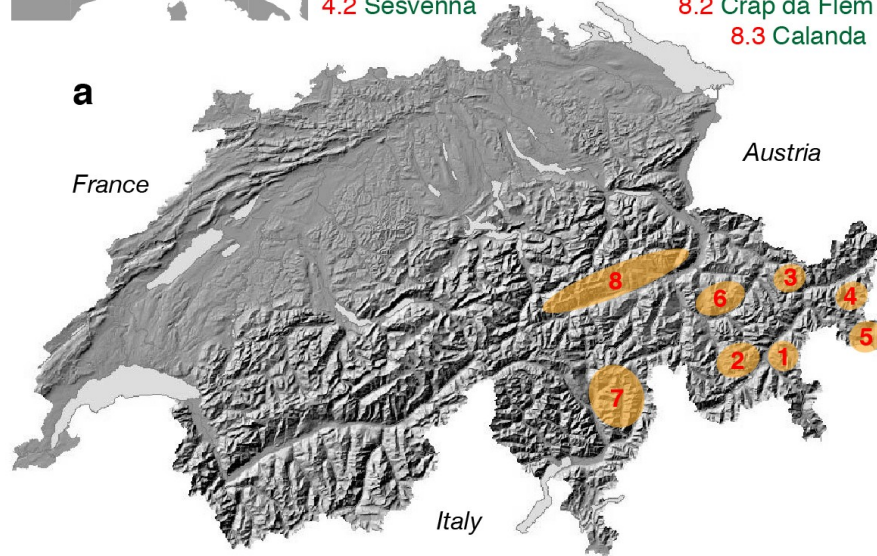 4.2 Sesvenna
8.2 Crap da Flem
8.3 Calanda
a
France
Austria
8
3
6
4
5
2
1
7
Italy